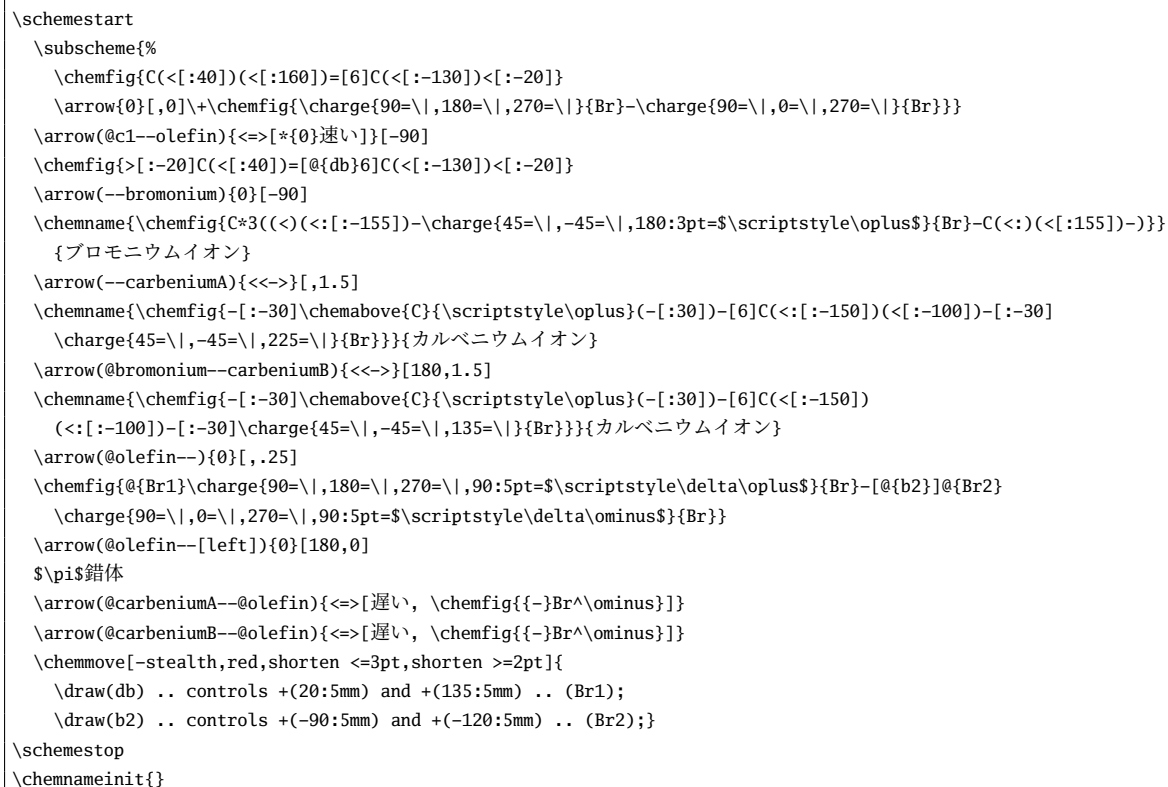 \schemestart
\subscheme{%
\chemfig{C(<[:40])(<[:160])=[6]C(<[:-130])<[:-20]}
\arrow{0}[,0]\+\chemfig{\charge{90=\|,180=\|,270=\|}{Br}-\charge{90=\|,0=\|,270=\|}{Br}}}
\arrow(@c1--olefin){<=>[*{0}速い]}[-90]
\chemfig{>[:-20]C(<[:40])=[@{db}6]C(<[:-130])<[:-20]}
\arrow(--bromonium){0}[-90]
\chemname{\chemfig{C*3((<)(<:[:-155])-\charge{45=\|,-45=\|,180:3pt=$\scriptstyle\oplus$}{Br}-C(<:)(<[:155])-)}}
{ブロモニウムイオン}
\arrow(--carbeniumA){<<->}[,1.5]
\chemname{\chemfig{-[:-30]\chemabove{C}{\scriptstyle\oplus}(-[:30])-[6]C(<:[:-150])(<[:-100])-[:-30]
\charge{45=\|,-45=\|,225=\|}{Br}}}{カルベニウムイオン}
\arrow(@bromonium--carbeniumB){<<->}[180,1.5]
\chemname{\chemfig{-[:-30]\chemabove{C}{\scriptstyle\oplus}(-[:30])-[6]C(<[:-150])
(<:[:-100])-[:-30]\charge{45=\|,-45=\|,135=\|}{Br}}}{カルベニウムイオン}
\arrow(@olefin--){0}[,.25]
\chemfig{@{Br1}\charge{90=\|,180=\|,270=\|,90:5pt=$\scriptstyle\delta\oplus$}{Br}-[@{b2}]@{Br2}
\charge{90=\|,0=\|,270=\|,90:5pt=$\scriptstyle\delta\ominus$}{Br}}
\arrow(@olefin--[left]){0}[180,0]
$\pi$錯体
\arrow(@carbeniumA--@olefin){<=>[遅い, \chemfig{{-}Br^\ominus}]}
\arrow(@carbeniumB--@olefin){<=>[遅い, \chemfig{{-}Br^\ominus}]}
\chemmove[-stealth,red,shorten <=3pt,shorten >=2pt]{
\draw(db) .. controls +(20:5mm) and +(135:5mm) .. (Br1);
\draw(b2) .. controls +(-90:5mm) and +(-120:5mm) .. (Br2);}
\schemestop
\chemnameinit{}